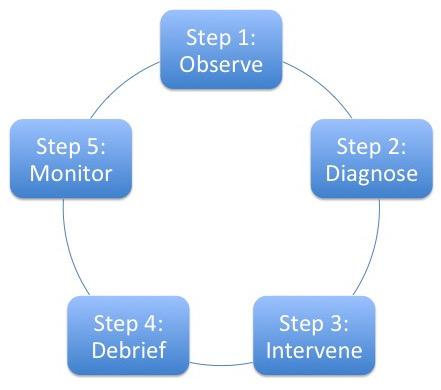 Step 1:
Observe
Step 2:
Diagnose
Step 3:
Intervene
Step 4:
Debrief
Step 5:
Monitor